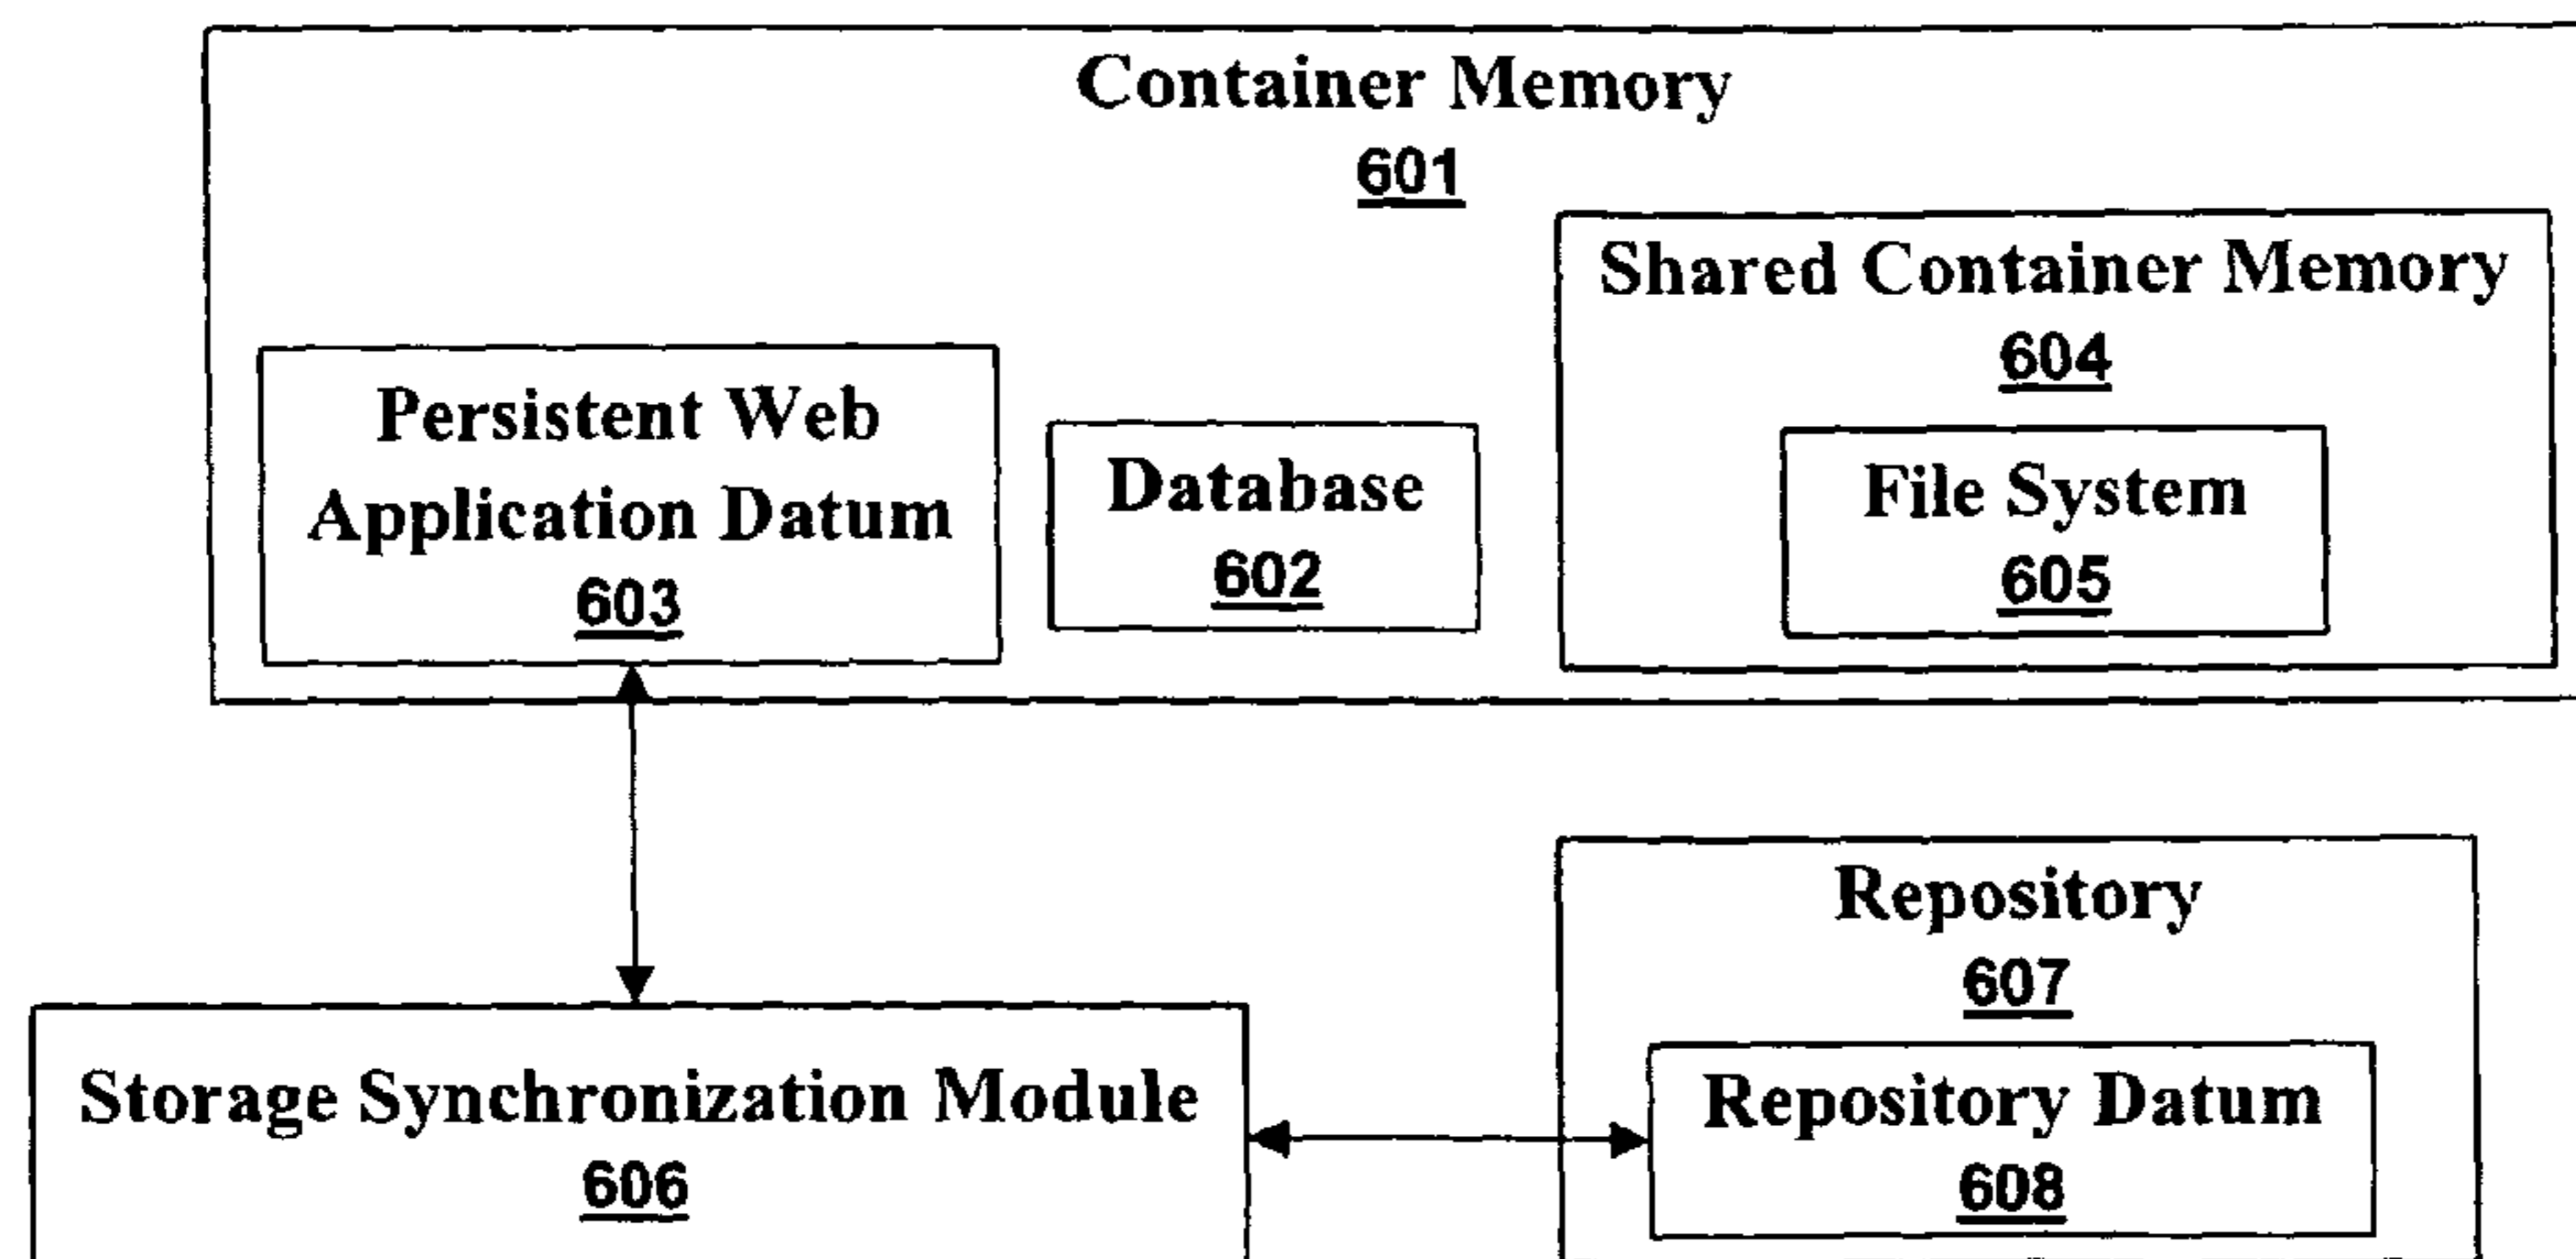 Container Memory
601
Shared Container Memory
604
Persistent Web
Application Datum
603
Database
602
File System
605
Repository
607
Storage Synchronization Module
606
Repository Datum
608